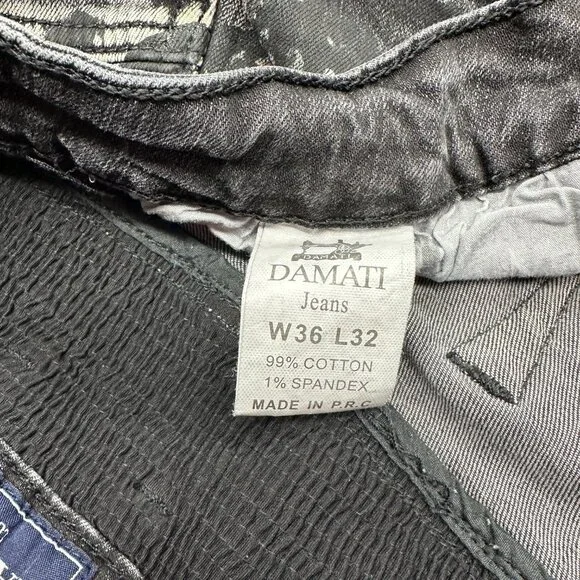 DAMATI
DAMATI
Jeans
W36 L32
99% COTTON
1% SPANDEX
MADE IN P.R.C